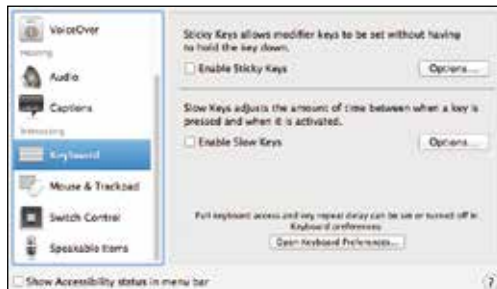 VoiceOver
Hearing
Audio
Captions
Interacting
Keyboard
Mouse & Trackpad
Switch Control
Speakable Items
Sticky Keys allows modifier keys to be set without having
to hold the key down.
Enable Sticky Keys
Options...
Slow Keys adjusts the amount of time between when a key is
pressed and when it is activated.
Enable Slow Keys
Options...
Full keyboard access and key repeat delay can be set or turned off in
Keyboard preferences
Open Keyboard Preferences...
Show Accessibility status in menu bar
?